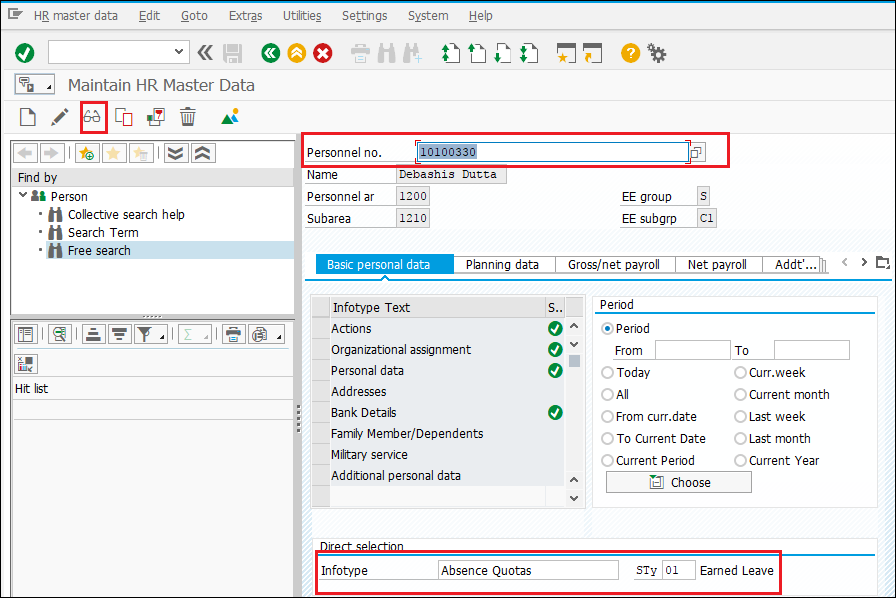 HR master data Edit Goto Extras Utilities Settings System Help
Maintain HR Master Data
Find by
Person
Collective search help
Search Term
Free search
Hit list
Personnel no. 10100330
Name Debashis Dutta
Personnel ar 1200 EE group S
Subarea 1210 EE subgrp C1
Basic personal data Planning data Gross/net payroll Net payroll Addt'...
Infotype Text S..
Actions
Organizational assignment
Personal data
Addresses
Bank Details
Family Member/Dependents
Military service
Additional personal data
Period
Period
From To
Today Curr.week
All Current month
From curr.date Last week
To Current Date Last month
Current Period Current Year
Choose
Direct selection
Infotype Absence Quotas STy 01 Earned Leave